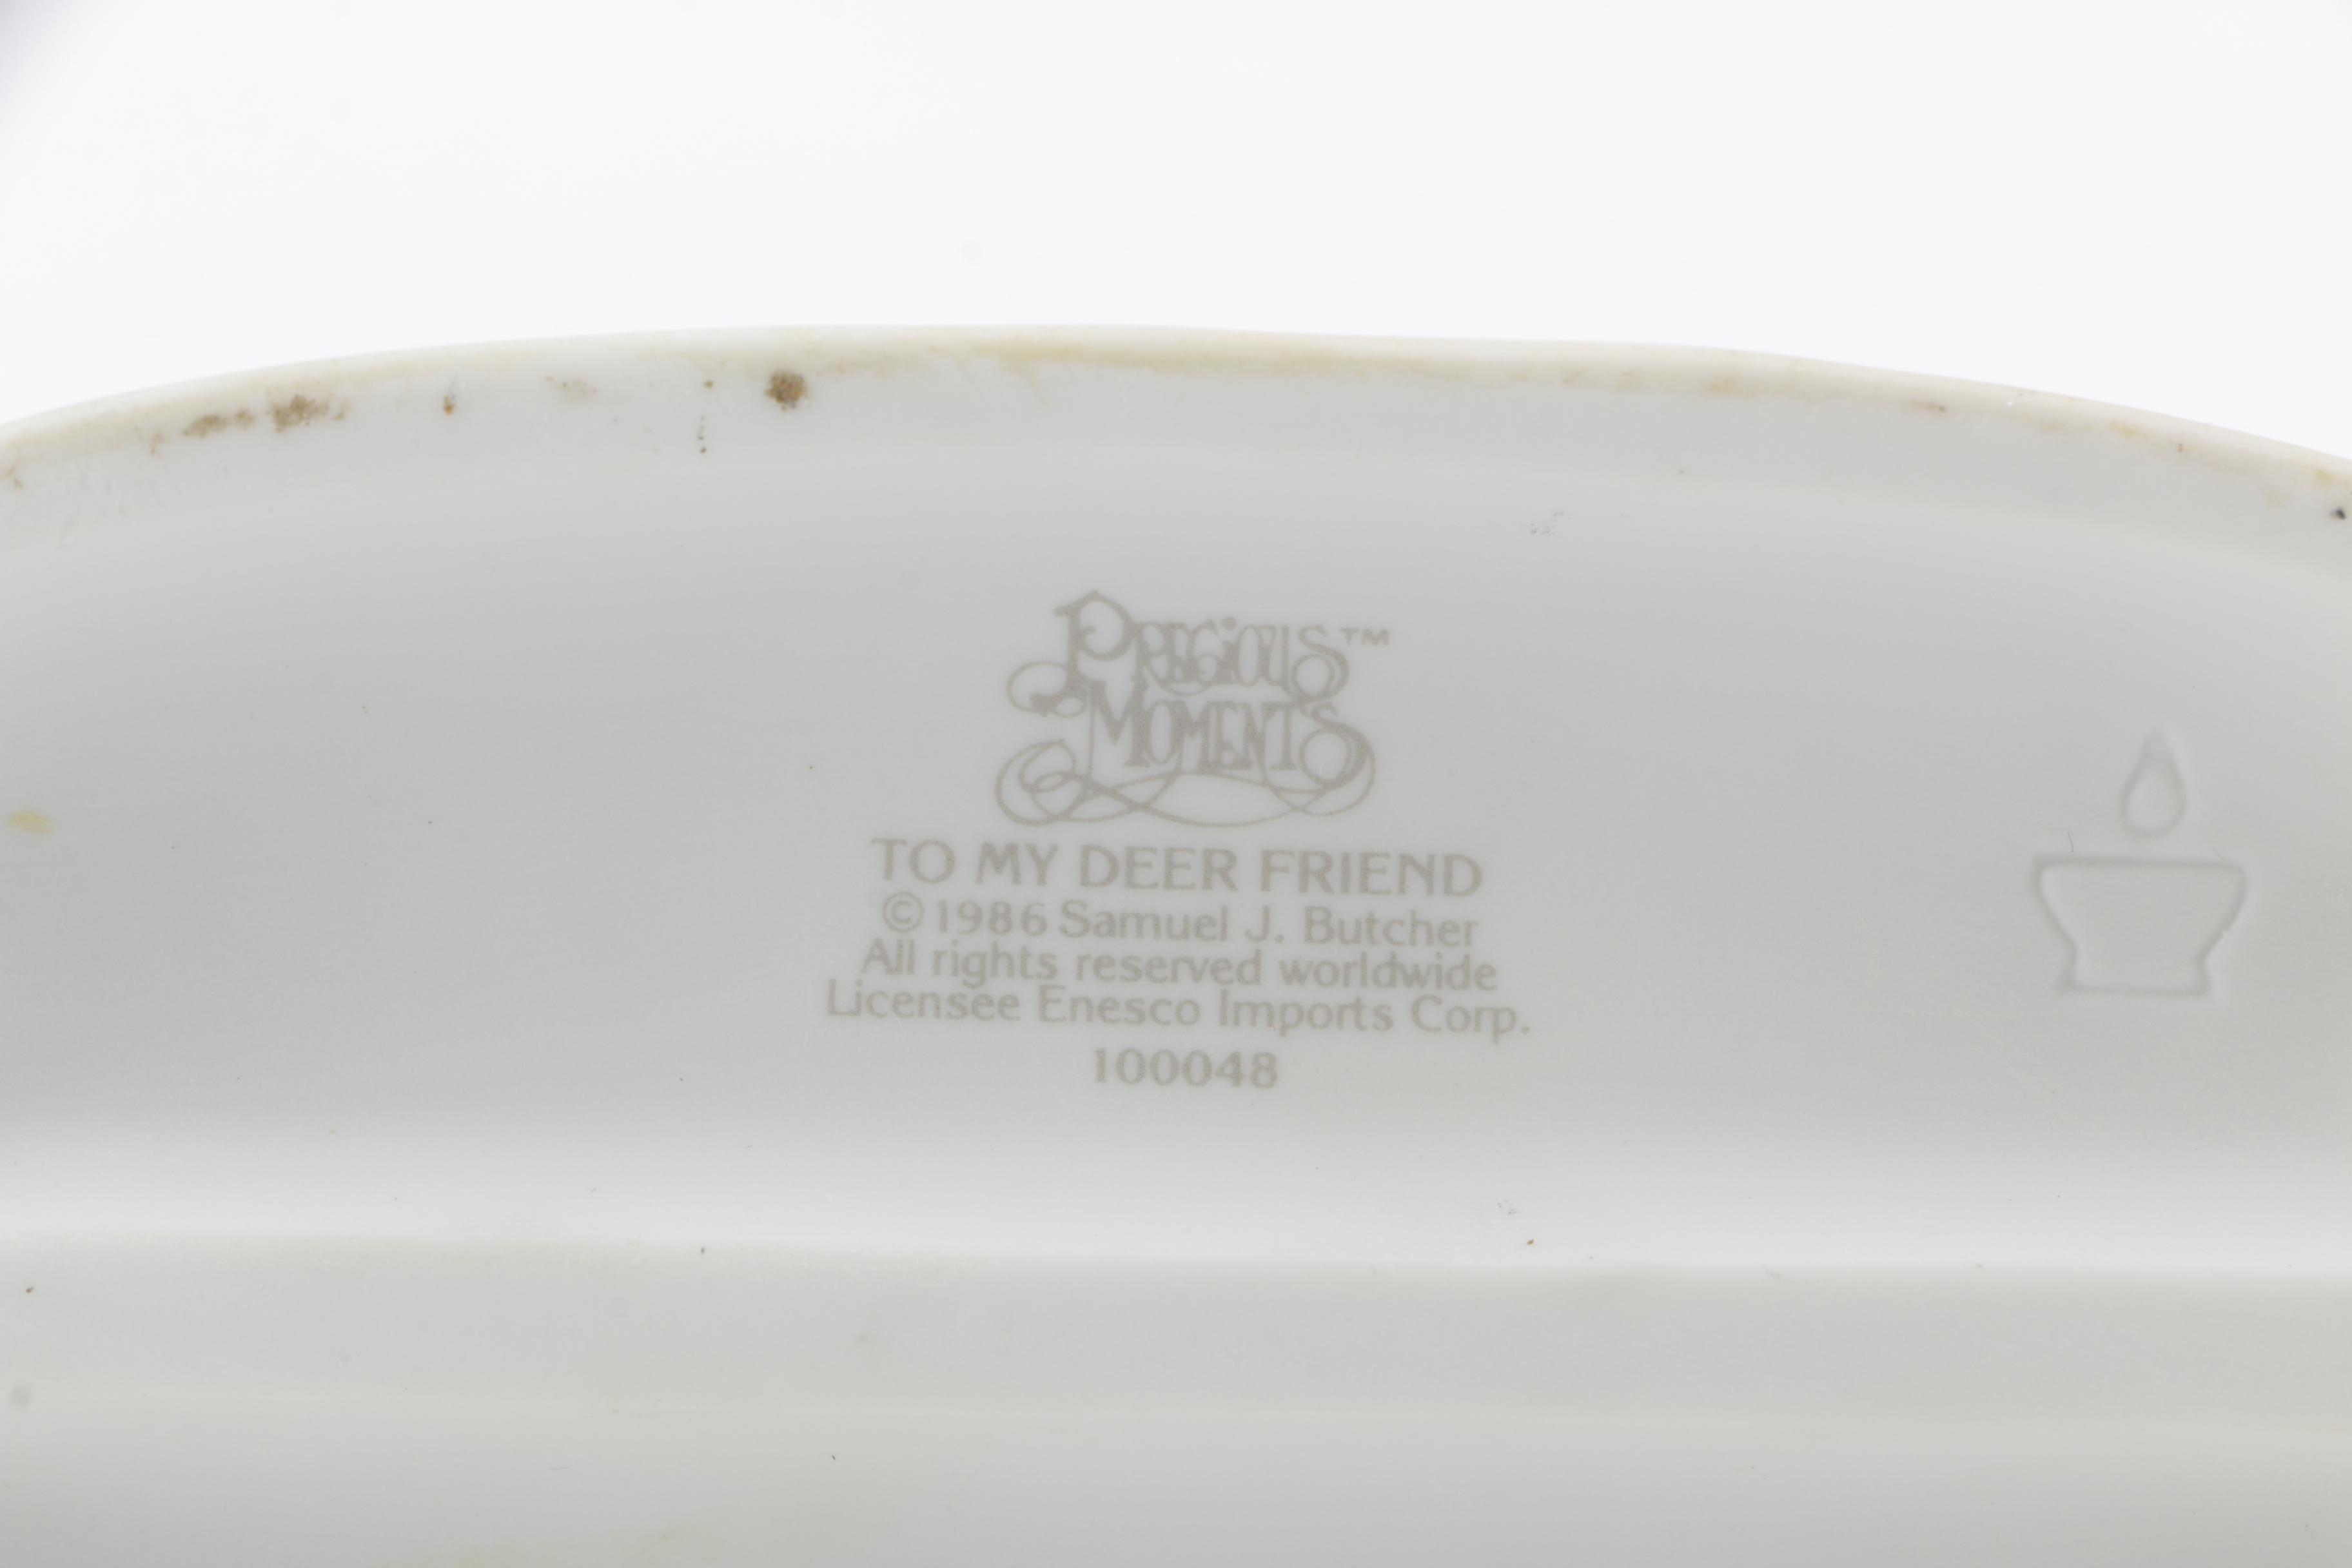 PRECIOUS™
MOMENTS
TO MY DEER FRIEND
© 1986 Samuel J. Butcher
All rights reserved worldwide
Licensee Enesco Imports Corp.
100048